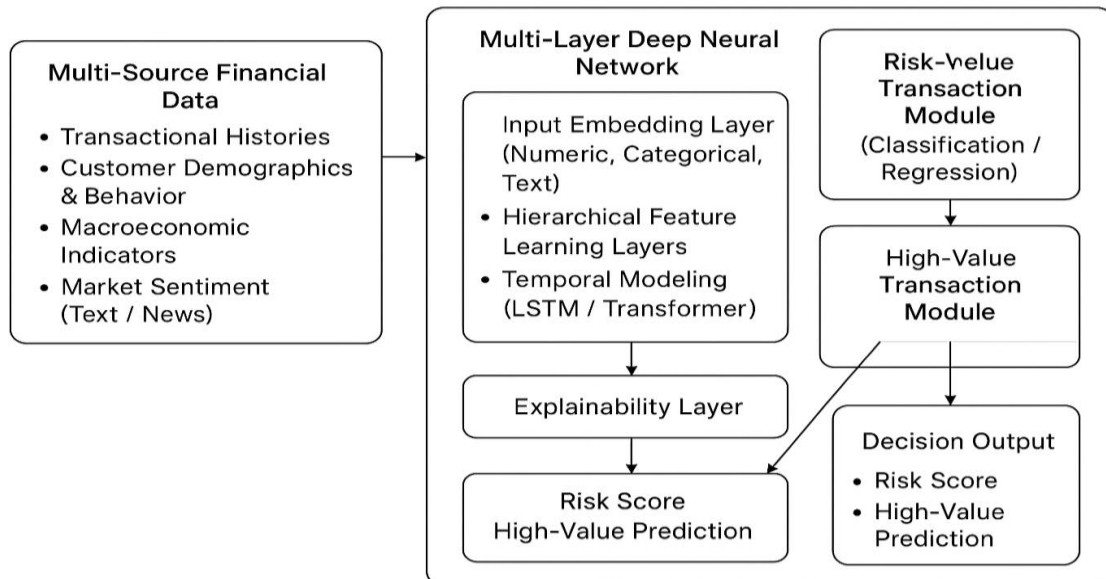 Multi-Source Financial
Data
• Transactional Histories
• Customer Demographics
& Behavior
• Macroeconomic
Indicators
• Market Sentiment
(Text / News)
Multi-Layer Deep Neural
Network
Input Embedding Layer
(Numeric, Categorical,
Text)
• Hierarchical Feature
Learning Layers
• Temporal Modeling
(LSTM / Transformer)
Explainability Layer
Risk Score
High-Value Prediction
Risk-Velue
Transaction
Module
(Classification /
Regression)
High-Value
Transaction
Module
Decision Output
• Risk Score
• High-Value
Prediction